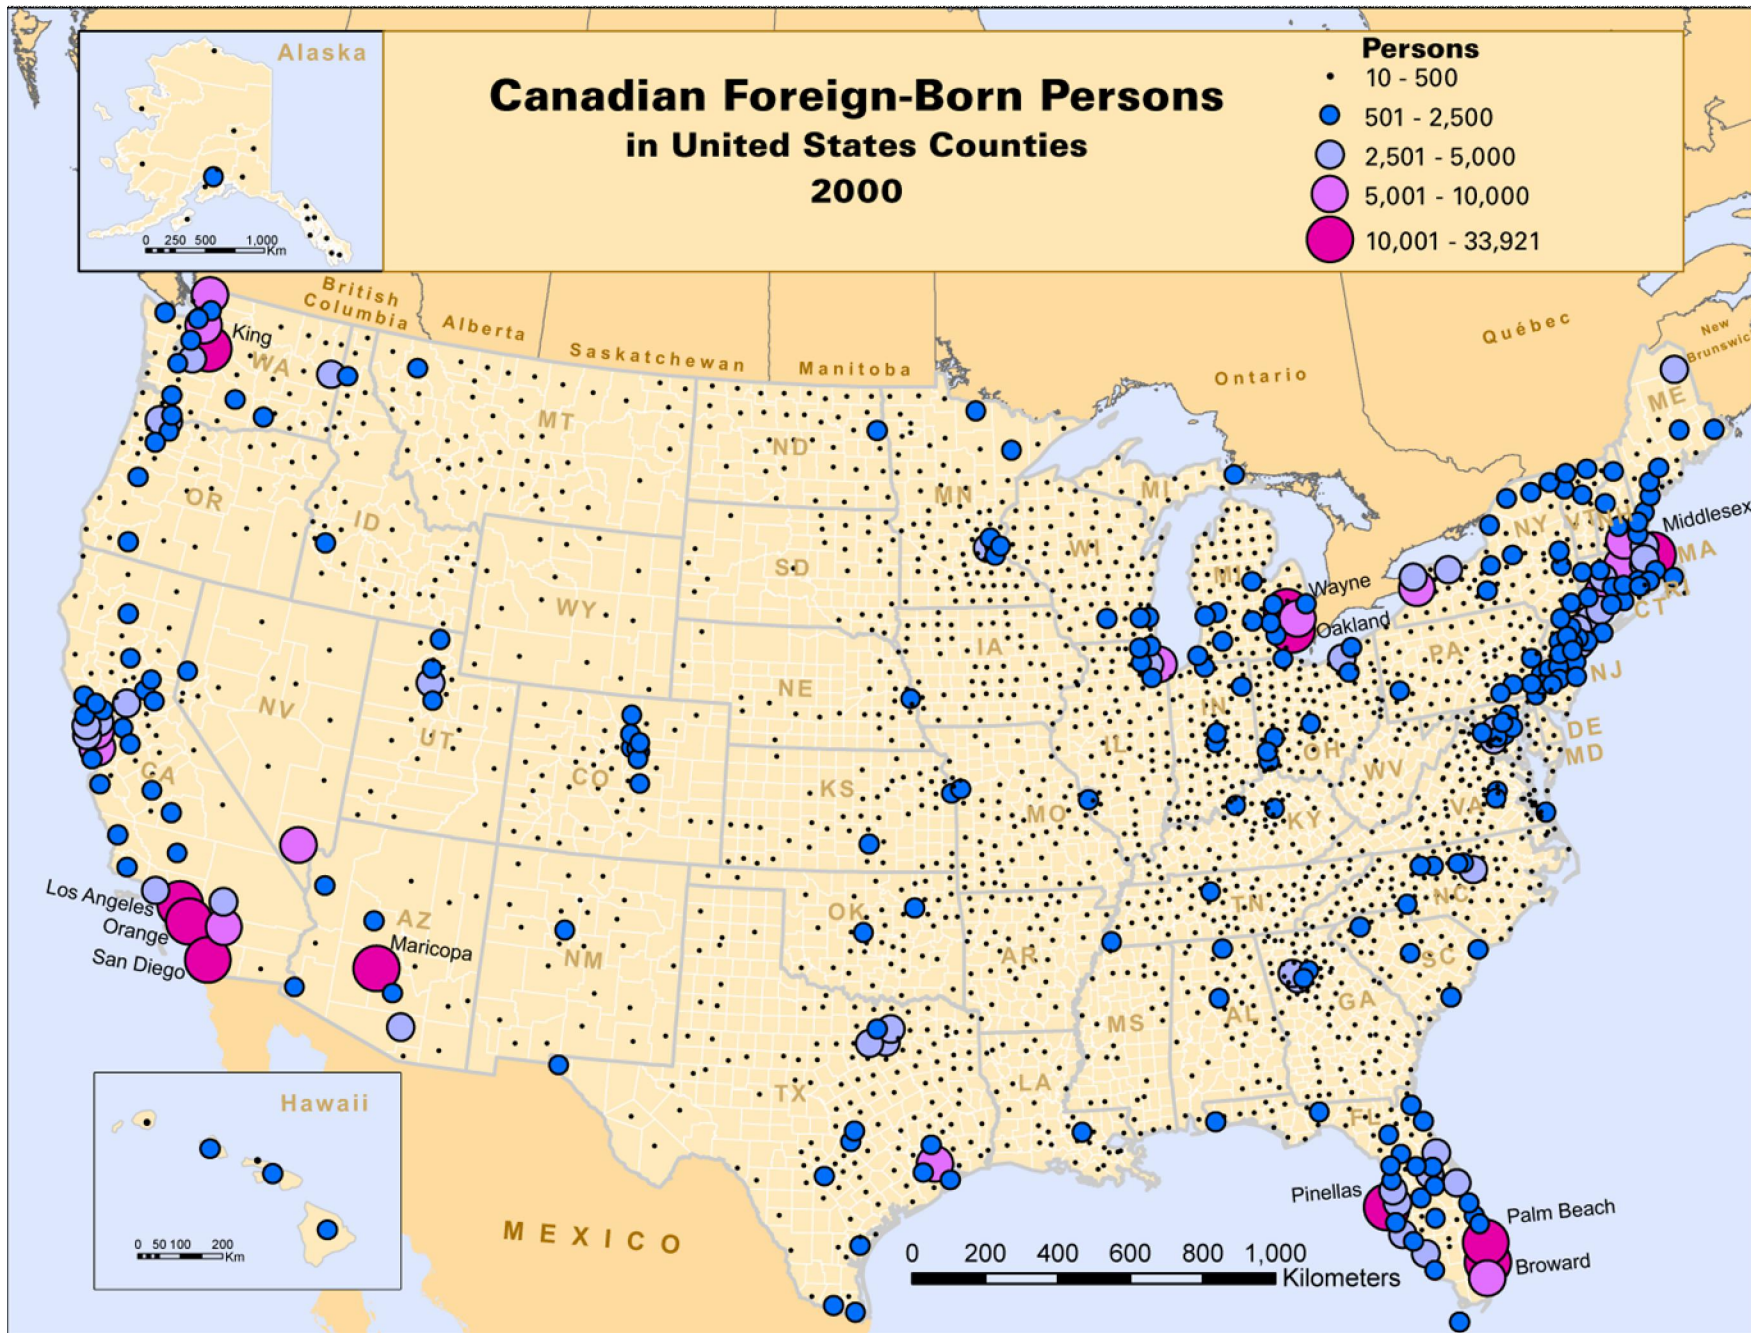 Alaska
0 250 500 1,000
Km
Canadian Foreign-Born Persons
in United States Counties
2000
Persons
10 - 500
501 - 2,500
2,501 - 5,000
5,001 - 10,000
10,001 - 33,921
British
Columbia
Alberta
Saskatchewan
Manitoba
Ontario
Québec
New
Brunswic
King
WA
MT
ND
MN
MI
ME
OR
ID
SD
WI
MI
NY
VT
NH
Middlesex
MA
RI
CT
Wayne
Oakland
WY
IA
NE
PA
NJ
NV
UT
CO
CA
IL
IN
OH
WV
DE
MD
KS
MO
KY
VA
Los Angeles
Orange
San Diego
AZ
Maricopa
NM
OK
AR
TN
NC
SC
MS
AL
GA
TX
LA
FL
Hawaii
0 50 100 200
Km
MEXICO
Pinellas
Palm Beach
Broward
0 200 400 600 800 1,000
Kilometers